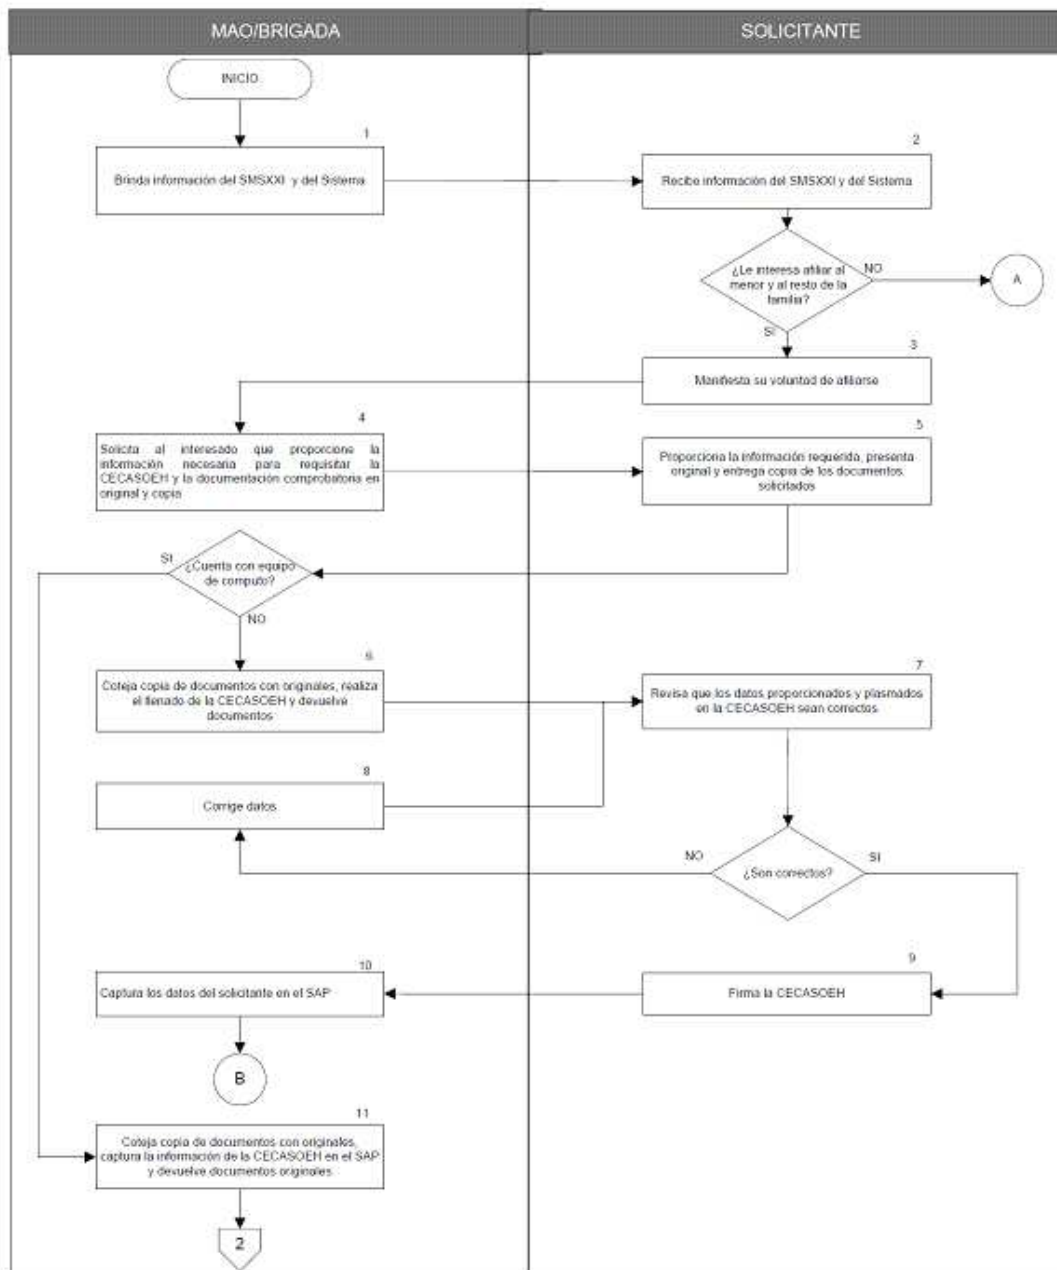 MAO/BRIGADA
SOLICITANTE
INICIO
1
Brinda información del SMSXXI y del Sistema
2
Recibe información del SMSXXI y del Sistema
¿Le interesa afiliar al
menor y al resto de la
familia?
NO
A
SI
3
Manifiesta su voluntad de afiliarse
4
Solicita al interesado que proporcione la
información necesaria para requisitar la
CECASOEH y la documentación comprobatoria en
original y copia
5
Proporciona la información requerida, presenta
original y entrega copia de los documentos
solicitados
SI
¿Cuenta con equipo
de computo?
NO
6
Coteja copia de documentos con originales, realiza
el llenado de la CECASOEH y devuelve
documentos
7
Revisa que los datos proporcionados y plasmados
en la CECASOEH sean correctos
8
Corrige datos
NO
¿Son correctos?
SI
9
Firma la CECASOEH
10
Captura los datos del solicitante en el SAP
B
11
Coteja copia de documentos con originales,
captura la información de la CECASOEH en el SAP
y devuelve documentos originales
2